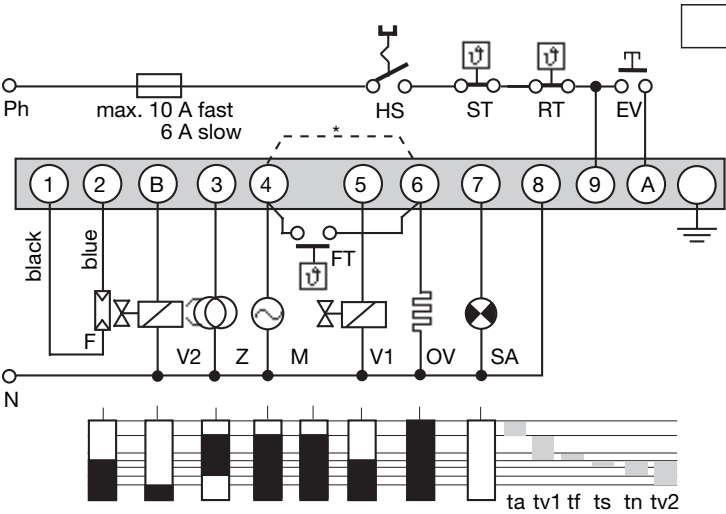 Ph
max. 10 A fast
6 A slow
HS
ST
RT
EV
ϑ
ϑ
*
1 2 B 3 4 5 6 7 8 9 A
black
blue
FT
ϑ
F
V2 Z M V1 OV SA
N
ta tv1 tf ts tn tv2